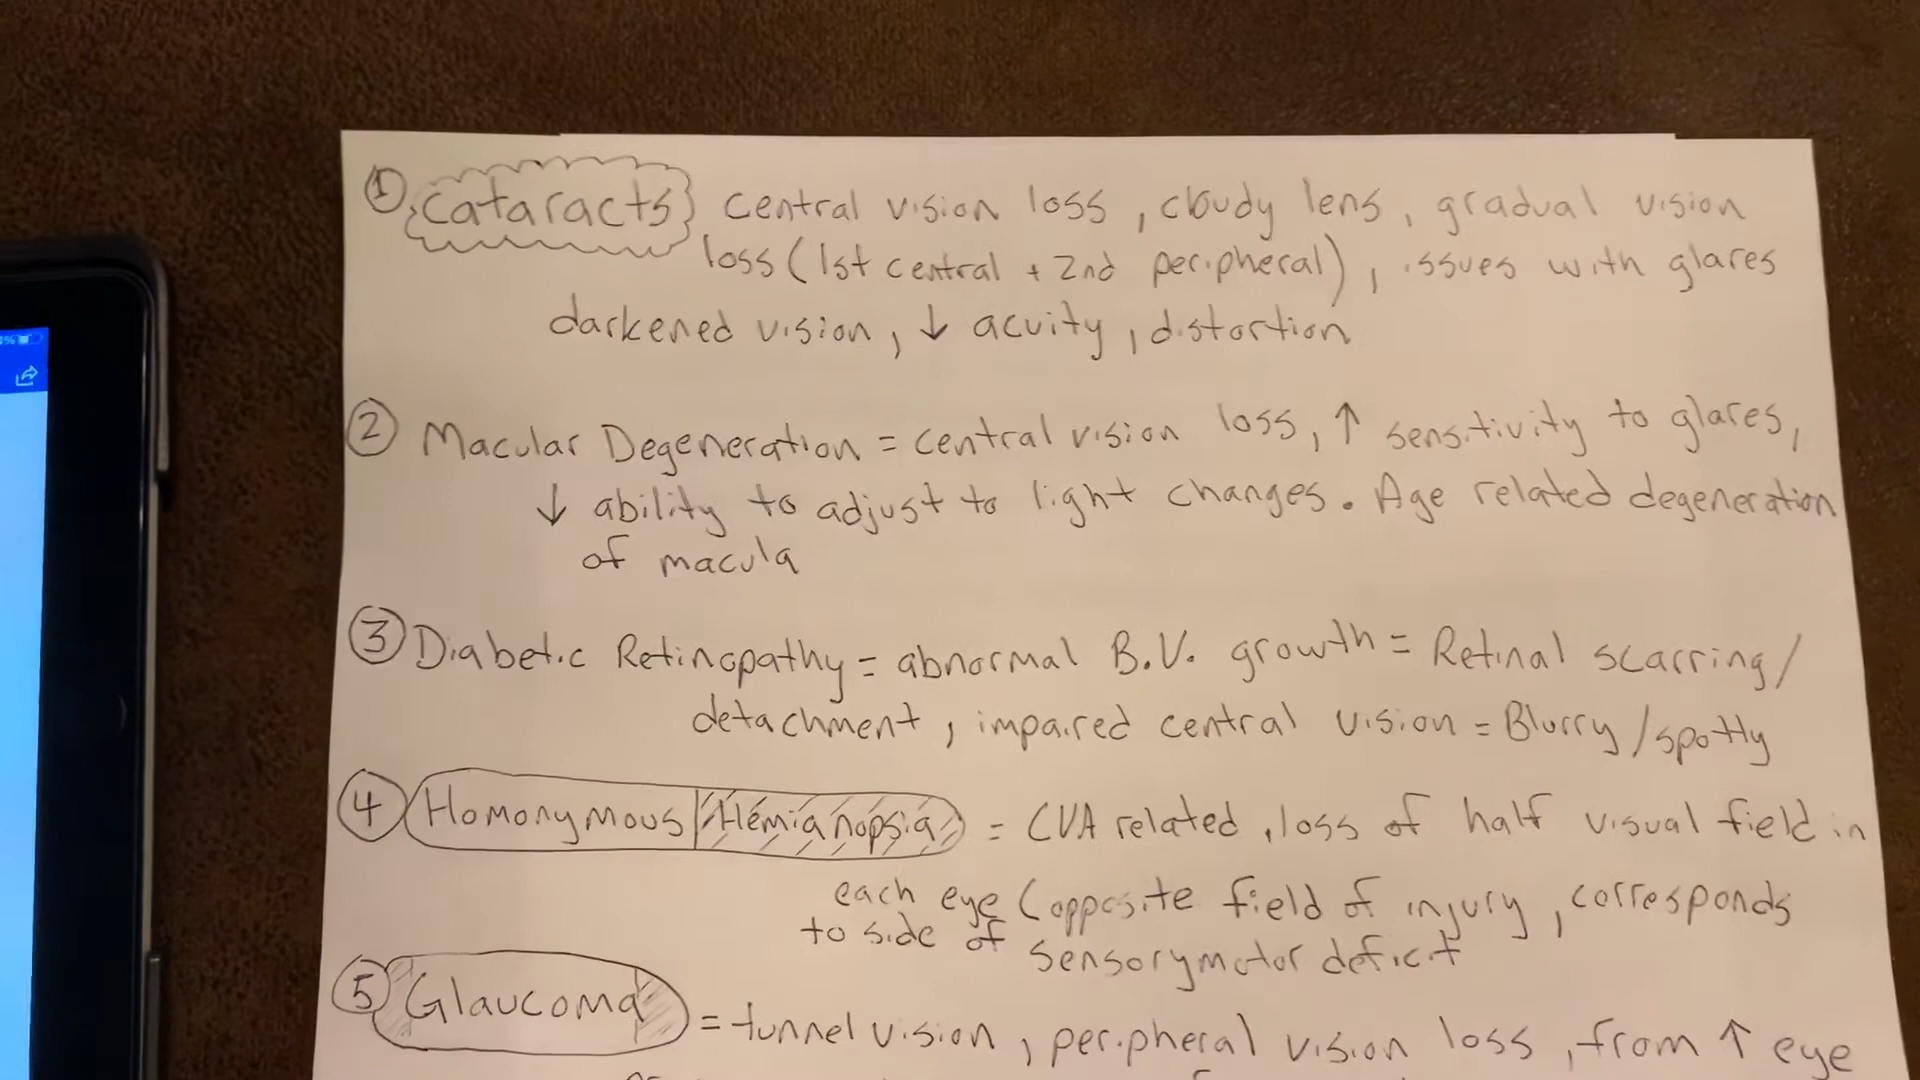 ① Cataracts central vision loss, cloudy lens, gradual vision
loss (1st central + 2nd peripheral), issues with glares
darkened vision, ↓ acuity, distortion
② Macular Degeneration = central vision loss, ↑ sensitivity to glares,
↓ ability to adjust to light changes. Age related degeneration
of macula
③ Diabetic Retinopathy = abnormal B.V. growth = Retinal scarring/
detachment, impaired central vision = Blurry/spotty
④ Homonymous Hemianopsia = CVA related, loss of half visual field in
each eye (opposite field of injury, corresponds
to side of sensorymotor deficit
⑤ Glaucoma = tunnel vision, peripheral vision loss, from ↑ eye